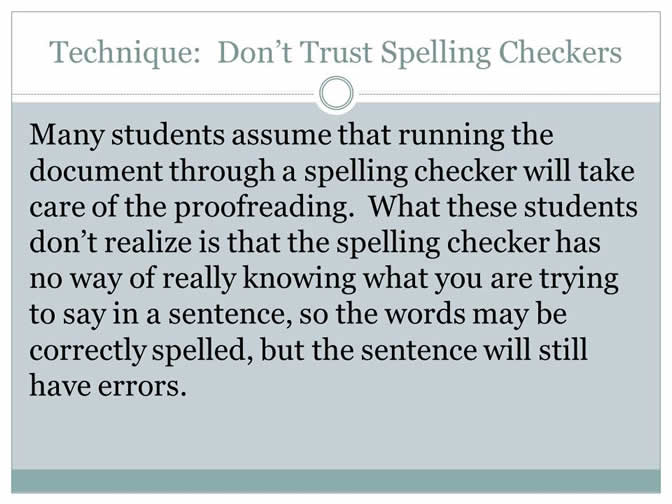 Technique:  Don’t Trust Spelling Checkers
Many students assume that running the
document through a spelling checker will take
care of the proofreading.  What these students
don’t realize is that the spelling checker has
no way of really knowing what you are trying
to say in a sentence, so the words may be
correctly spelled, but the sentence will still
have errors.